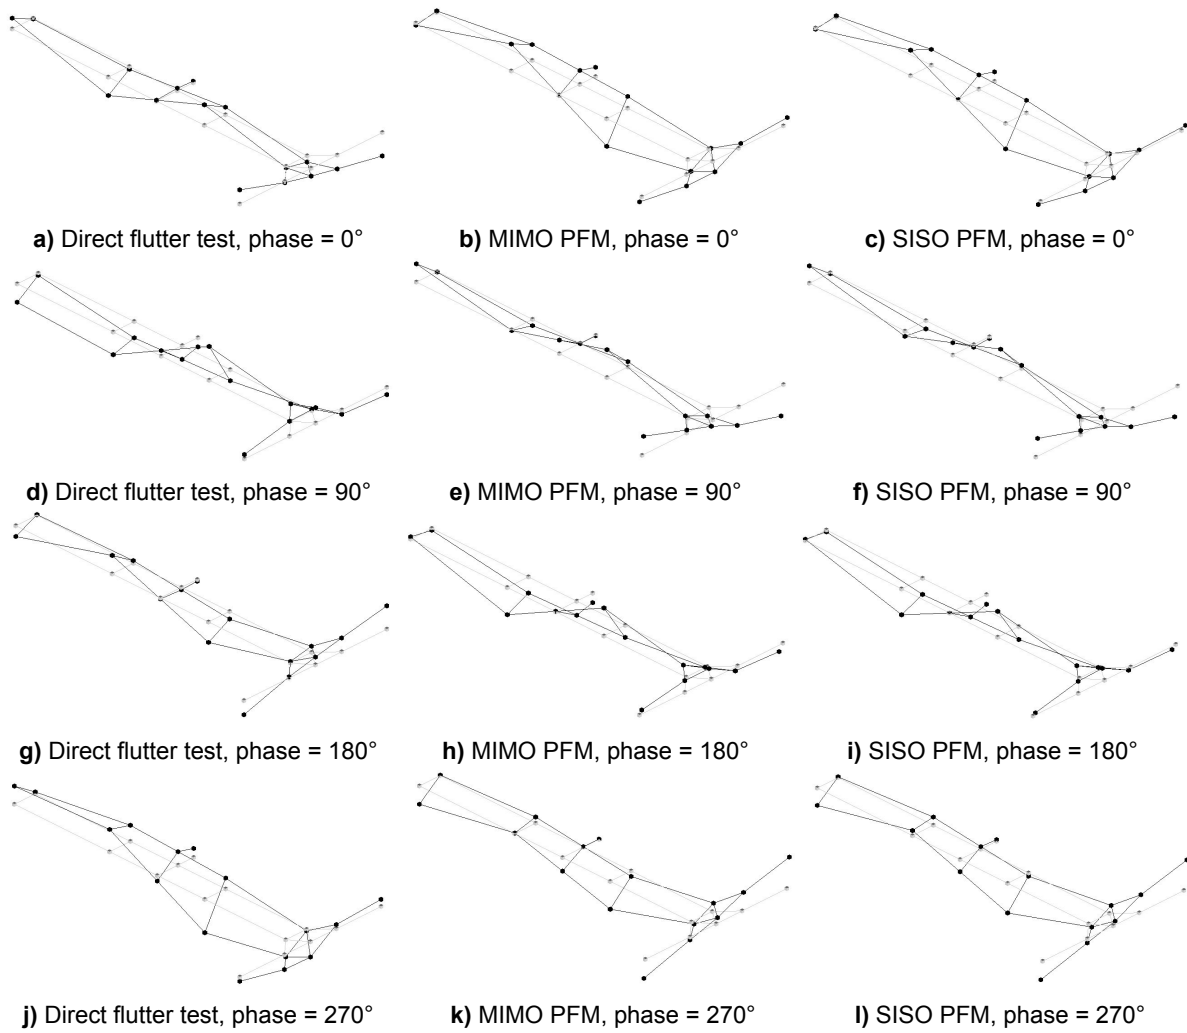 a) Direct flutter test, phase = 0°
b) MIMO PFM, phase = 0°
c) SISO PFM, phase = 0°
d) Direct flutter test, phase = 90°
e) MIMO PFM, phase = 90°
f) SISO PFM, phase = 90°
g) Direct flutter test, phase = 180°
h) MIMO PFM, phase = 180°
i) SISO PFM, phase = 180°
j) Direct flutter test, phase = 270°
k) MIMO PFM, phase = 270°
l) SISO PFM, phase = 270°